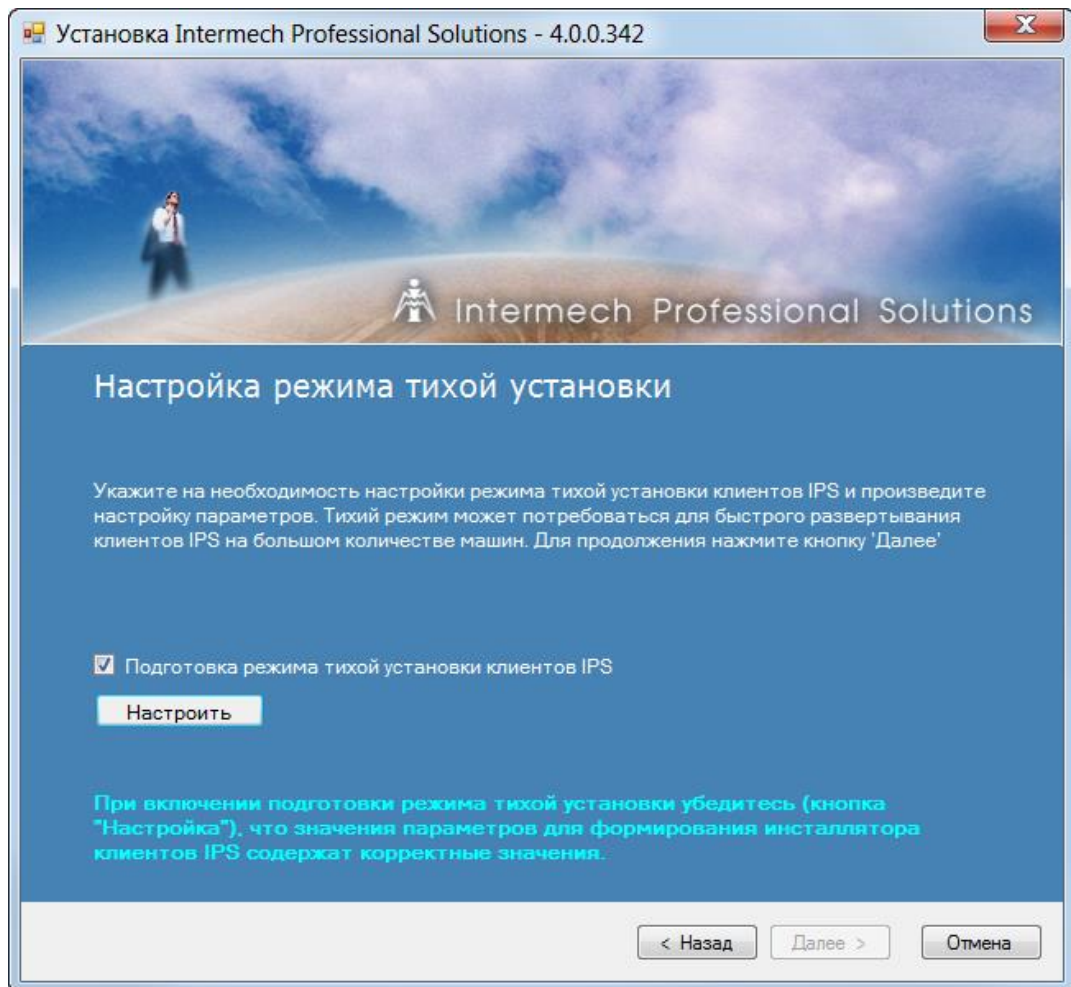 Установка Intermech Professional Solutions - 4.0.0.342
Intermech Professional Solutions
Настройка режима тихой установки
Укажите на необходимость настройки режима тихой установки клиентов IPS и произведите
настройку параметров. Тихий режим может потребоваться для быстрого развертывания
клиентов IPS на большом количестве машин. Для продолжения нажмите кнопку 'Далее'
Подготовка режима тихой установки клиентов IPS
Настроить
При включении подготовки режима тихой установки убедитесь (кнопка
"Настройка"), что значения параметров для формирования инсталлятора
клиентов IPS содержат корректные значения.
< Назад Далее > Отмена